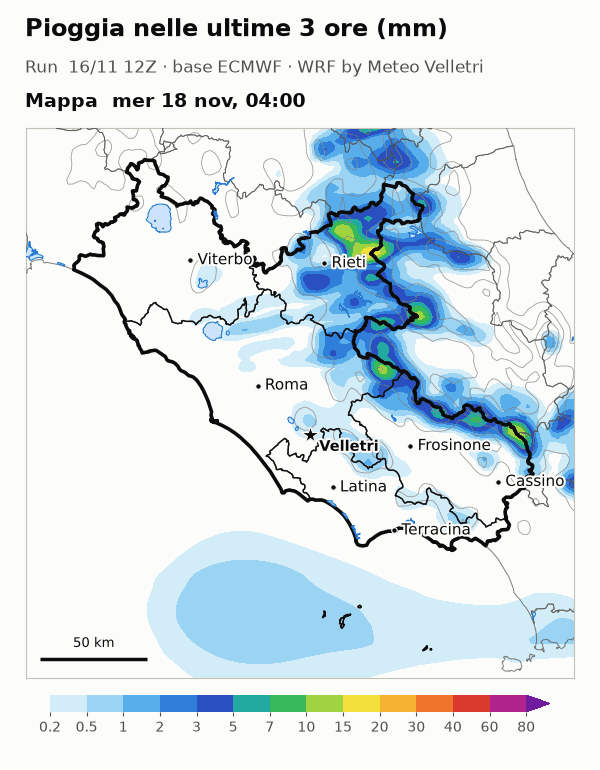 Pioggia nelle ultime 3 ore (mm)
Run  16/11 12Z · base ECMWF · WRF by Meteo Velletri
Mappa  mer 18 nov, 04:00
Viterbo
Rieti
Roma
Velletri
Frosinone
Latina
Cassino
Terracina
50 km
0.2 0.5 1 2 3 5 7 10 15 20 30 40 60 80